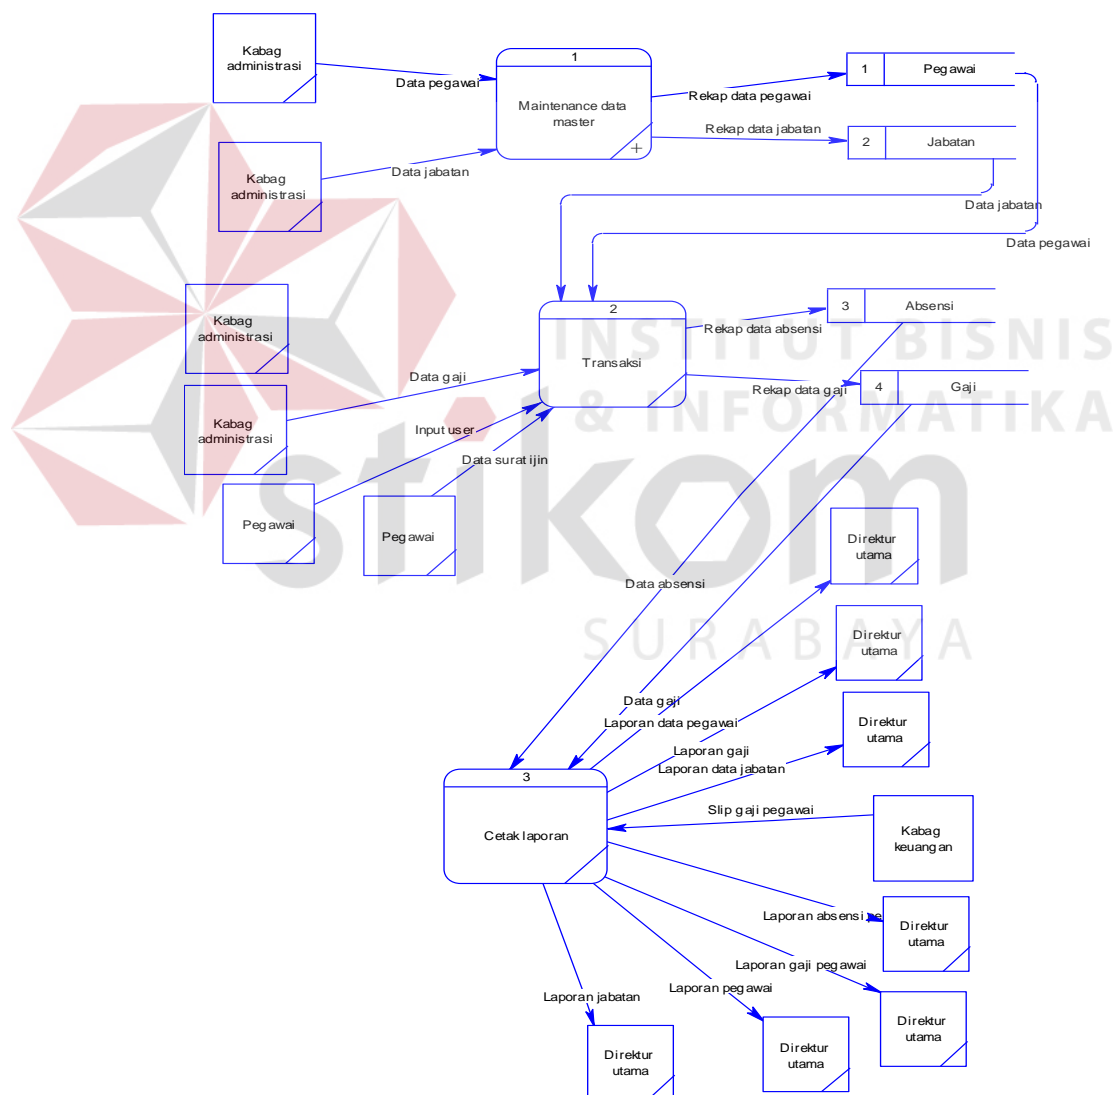 Kabag
administrasi
Data pegawai
1
Maintenance data
master
+
Rekap data pegawai
1 Pegawai
Rekap data jabatan
2 Jabatan
Kabag
administrasi
Data jabatan
Data jabatan
Data pegawai
Kabag
administrasi
2
Transaksi
Rekap data absensi
3 Absensi
INSTITUT BISNIS
Data gaji
Rekap data gaji
4 Gaji
& INFORMATIKA
Kabag
administrasi
Input user
Data surat ijin
stikom
Pegawai
Pegawai
Direktur
utama
Data absensi
SURABAYA
Direktur
utama
Data gaji
Laporan data pegawai
Direktur
utama
Laporan gaji
Laporan data jabatan
3
Cetak laporan
Slip gaji pegawai
Kabag
keuangan
Laporan absensi pe
Direktur
utama
Laporan gaji pegawai
Laporan pegawai
Laporan jabatan
Direktur
utama
Direktur
utama
Direktur
utama